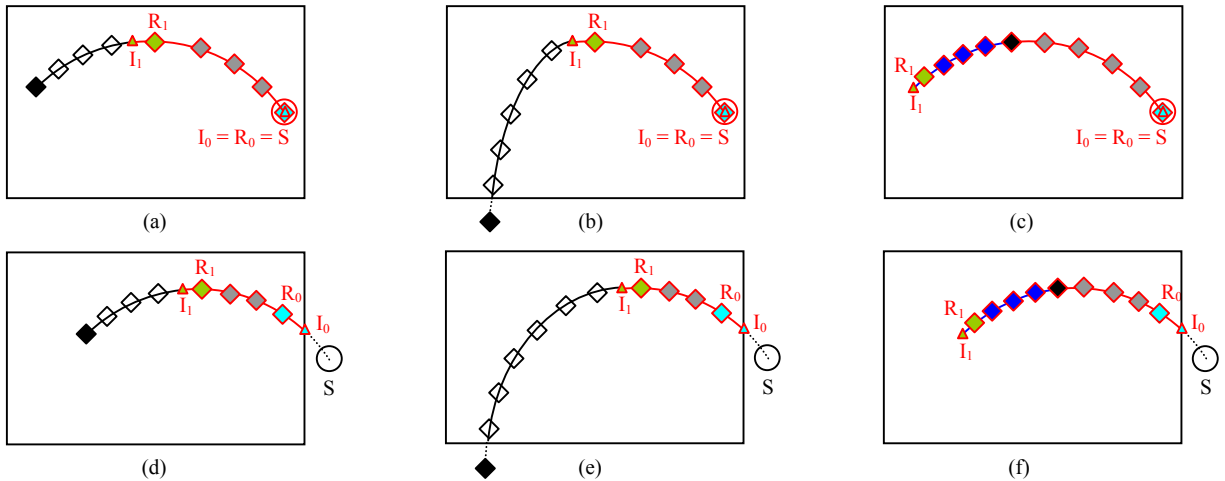 R₁
I₁
I₀ = R₀ = S
(a)
R₁
I₁
I₀ = R₀ = S
(b)
R₁
I₁
I₀ = R₀ = S
(c)
R₁
I₁
R₀
I₀
S
(d)
R₁
I₁
R₀
I₀
S
(e)
R₁
I₁
R₀
I₀
S
(f)